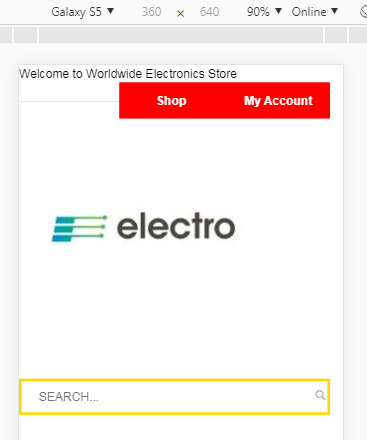 Galaxy S5 ▼ 360 x 640 90% ▼ Online ▼
Welcome to Worldwide Electronics Store
Shop My Account
electro
SEARCH...